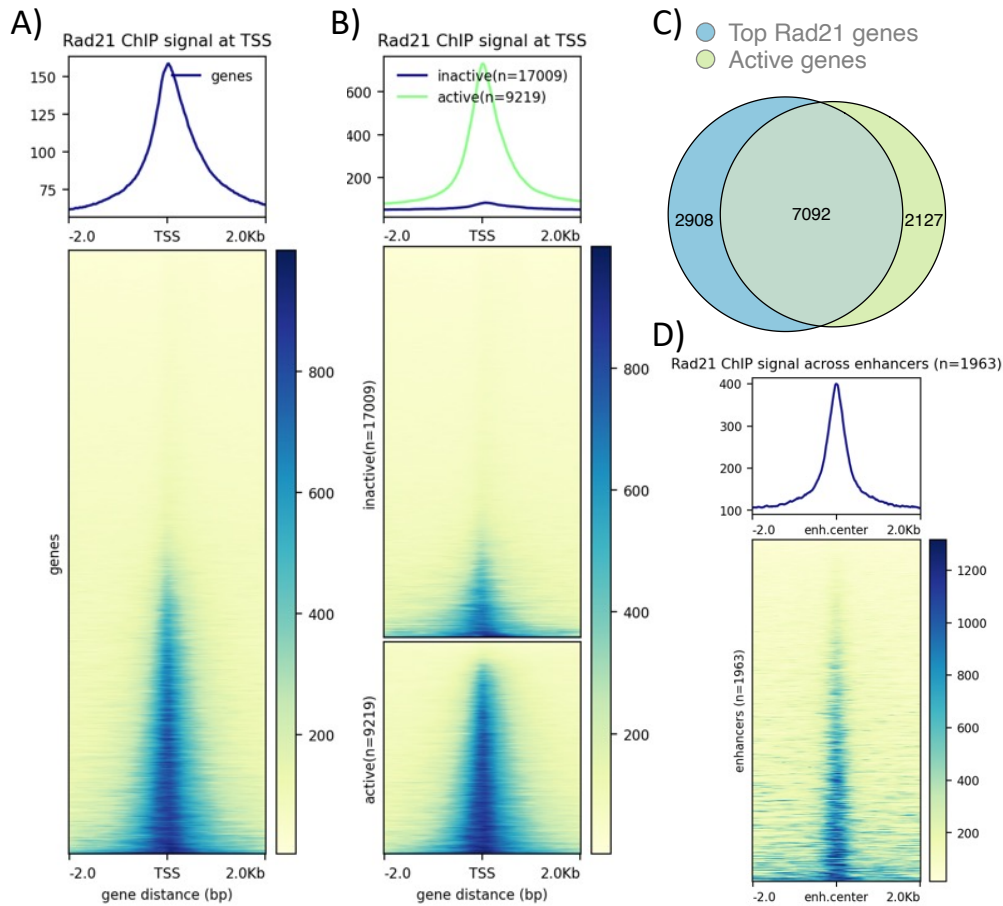 A)
Rad21 ChIP signal at TSS
genes
150
125
100
75
-2.0 TSS 2.0Kb
genes
800
600
400
200
-2.0 TSS 2.0Kb
gene distance (bp)
B)
Rad21 ChIP signal at TSS
inactive(n=17009)
active(n=9219)
600
400
200
-2.0 TSS 2.0Kb
inactive(n=17009)
active(n=9219)
800
600
400
200
-2.0 TSS 2.0Kb
gene distance (bp)
C)
Top Rad21 genes
Active genes
2908 7092 2127
D)
Rad21 ChIP signal across enhancers (n=1963)
400
300
200
100
-2.0 enh.center 2.0Kb
enhancers (n=1963)
1200
1000
800
600
400
200
-2.0 enh.center 2.0Kb